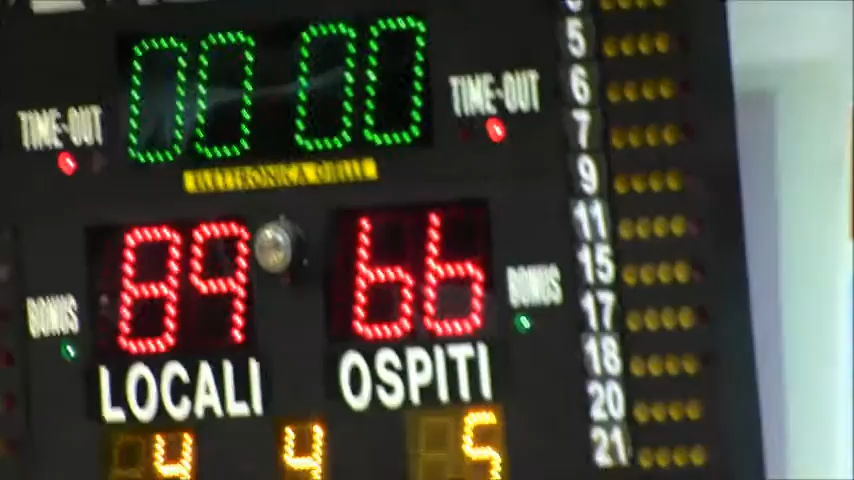 00 00
TIME-OUT TIME-OUT
ELETTRONICA
89 66
BONUS BONUS
LOCALI OSPITI
4 4 5
5
6
7
9
11
15
17
18
20
21